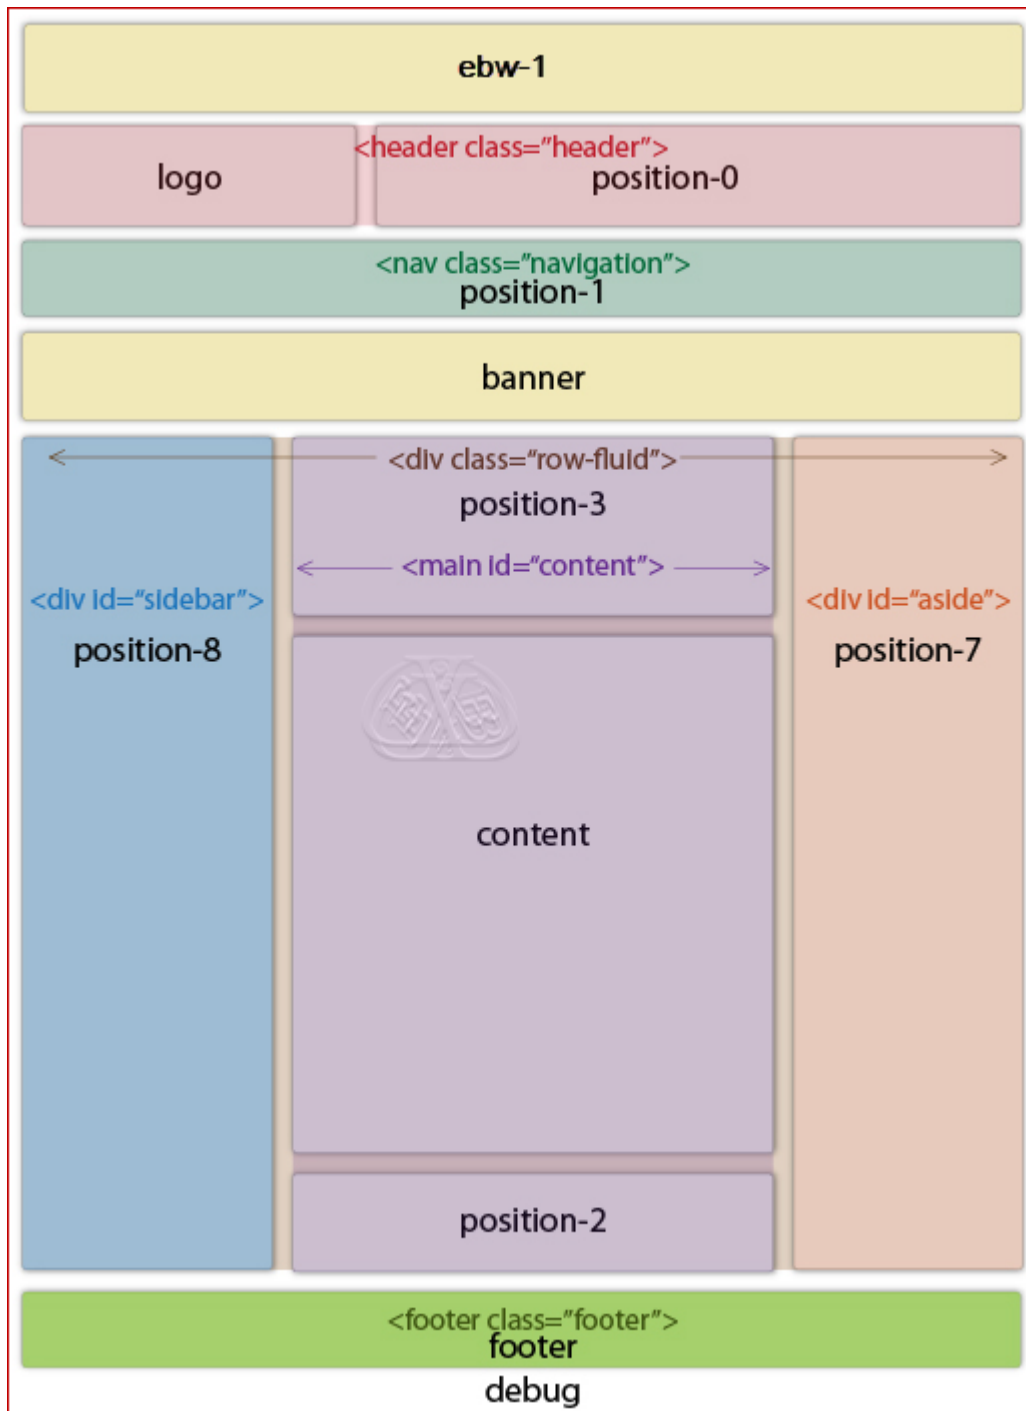 ebw-1
<header class=”header”>
logo
position-0
<nav class=”navigation”>
position-1
banner
<div class=“row-fluid”>
position-3
<main id=“content”>
<div id=“sidebar”>
position-8
<div id=“aside”>
position-7
content
position-2
<footer class=”footer”>
footer
debug